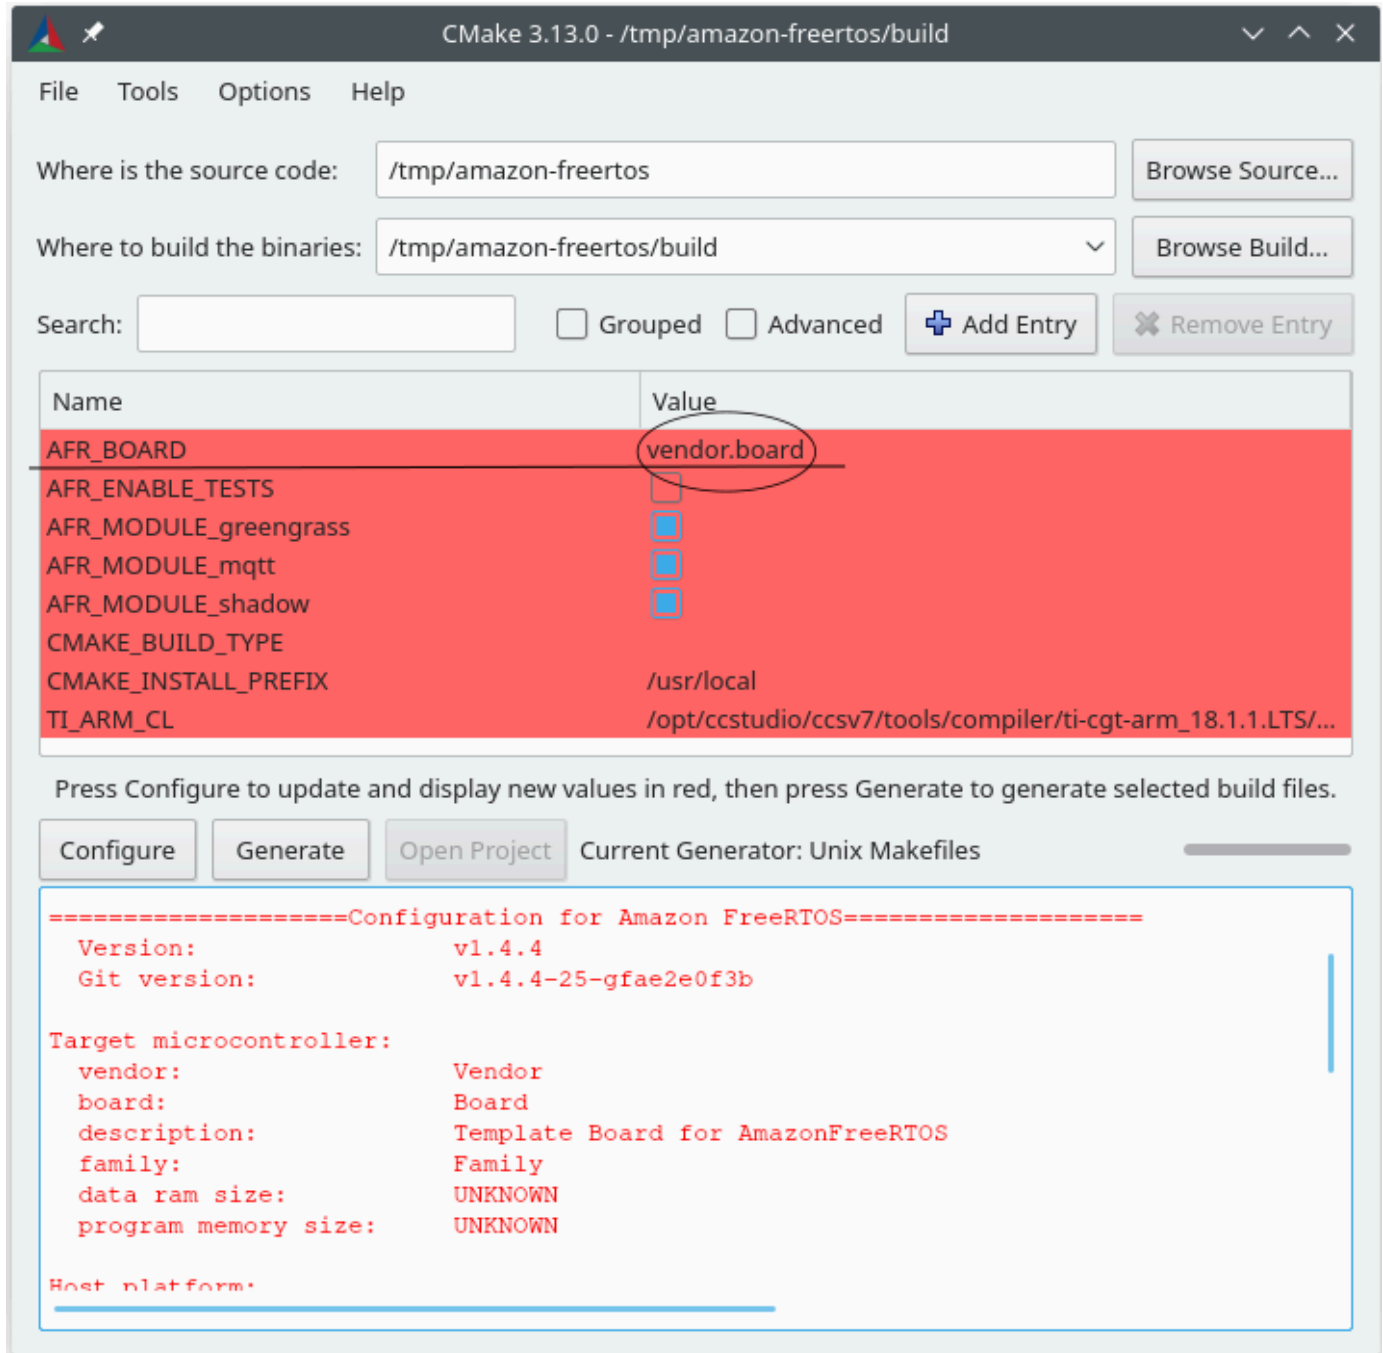 CMake 3.13.0 - /tmp/amazon-freertos/build
File Tools Options Help
Where is the source code: /tmp/amazon-freertos Browse Source...
Where to build the binaries: /tmp/amazon-freertos/build Browse Build...
Search: Grouped Advanced Add Entry Remove Entry
Name Value
AFR_BOARD vendor.board
AFR_ENABLE_TESTS
AFR_MODULE_greengrass
AFR_MODULE_mqtt
AFR_MODULE_shadow
CMAKE_BUILD_TYPE
CMAKE_INSTALL_PREFIX /usr/local
TI_ARM_CL /opt/ccstudio/ccsv7/tools/compiler/ti-cgt-arm_18.1.1.LTS/...
Press Configure to update and display new values in red, then press Generate to generate selected build files.
Configure Generate Open Project Current Generator: Unix Makefiles
====================Configuration for Amazon FreeRTOS====================
Version: v1.4.4
Git version: v1.4.4-25-gfae2e0f3b
Target microcontroller:
vendor: Vendor
board: Board
description: Template Board for AmazonFreeRTOS
family: Family
data ram size: UNKNOWN
program memory size: UNKNOWN
Host platform: